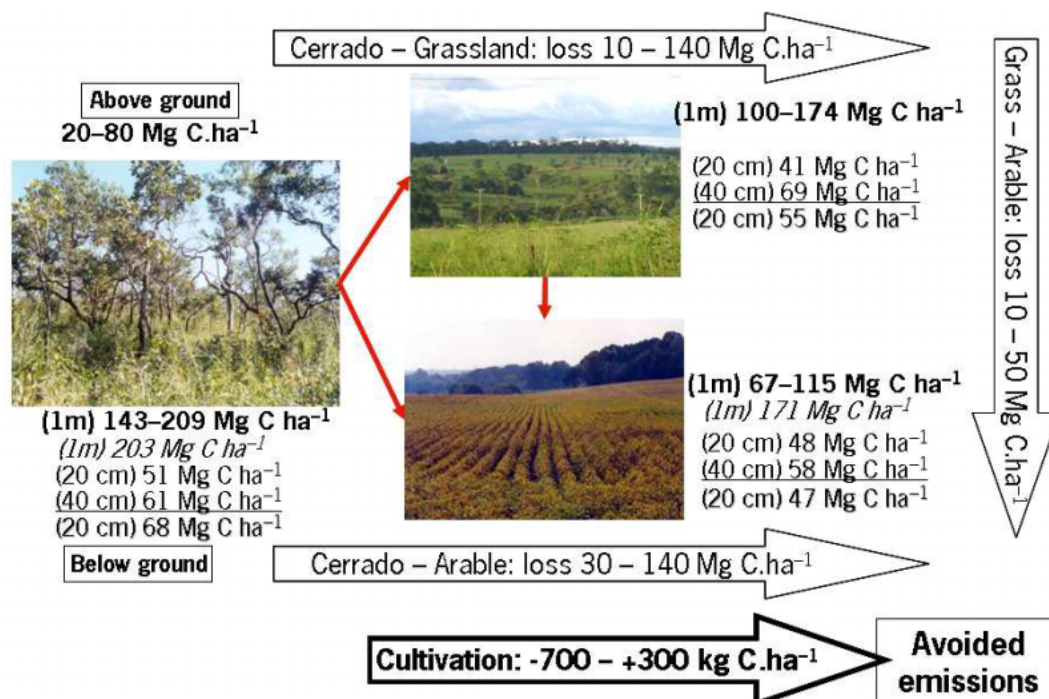 Cerrado – Grassland: loss 10 – 140 Mg C.ha⁻¹
Above ground
20–80 Mg C.ha⁻¹
(1m) 143–209 Mg C ha⁻¹
(1m) 203 Mg C ha⁻¹
(20 cm) 51 Mg C ha⁻¹
(40 cm) 61 Mg C ha⁻¹
(20 cm) 68 Mg C ha⁻¹
Below ground
(1m) 100–174 Mg C ha⁻¹
(20 cm) 41 Mg C ha⁻¹
(40 cm) 69 Mg C ha⁻¹
(20 cm) 55 Mg C ha⁻¹
(1m) 67–115 Mg C ha⁻¹
(1m) 171 Mg C ha⁻¹
(20 cm) 48 Mg C ha⁻¹
(40 cm) 58 Mg C ha⁻¹
(20 cm) 47 Mg C ha⁻¹
Grass – Arable: loss 10 – 50 Mg C.ha⁻¹
Cerrado – Arable: loss 30 – 140 Mg C.ha⁻¹
Cultivation: -700 – +300 kg C.ha⁻¹
Avoided
emissions